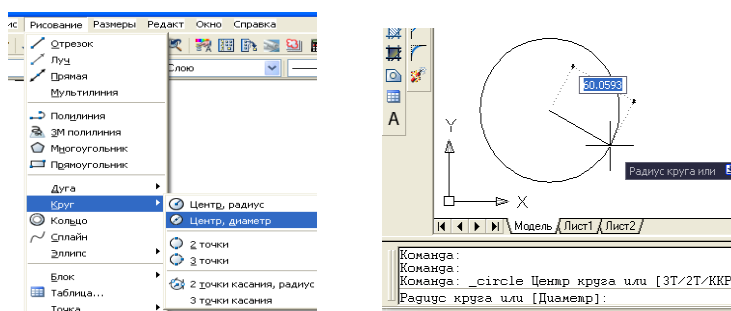 ис Рисование Размеры Редакт Окно Справка
Отрезок
Луч
Слою
Прямая
Мультилиния
Полилиния
3М полилиния
Многоугольник
Прямоугольник
Дуга
Круг
Центр, радиус
Кольцо
Центр, диаметр
Сплайн
2 точки
Эллипс
3 точки
Блок
2 точки касания, радиус
Таблица...
3 точки касания
Точка
A
60.0593
Радиус круга или
Y
X
Модель Лист1 Лист2
Команда:
Команда:
Команда: _circle Центр круга или [3Т/2Т/ККР
Радиус круга или [Диаметр]: